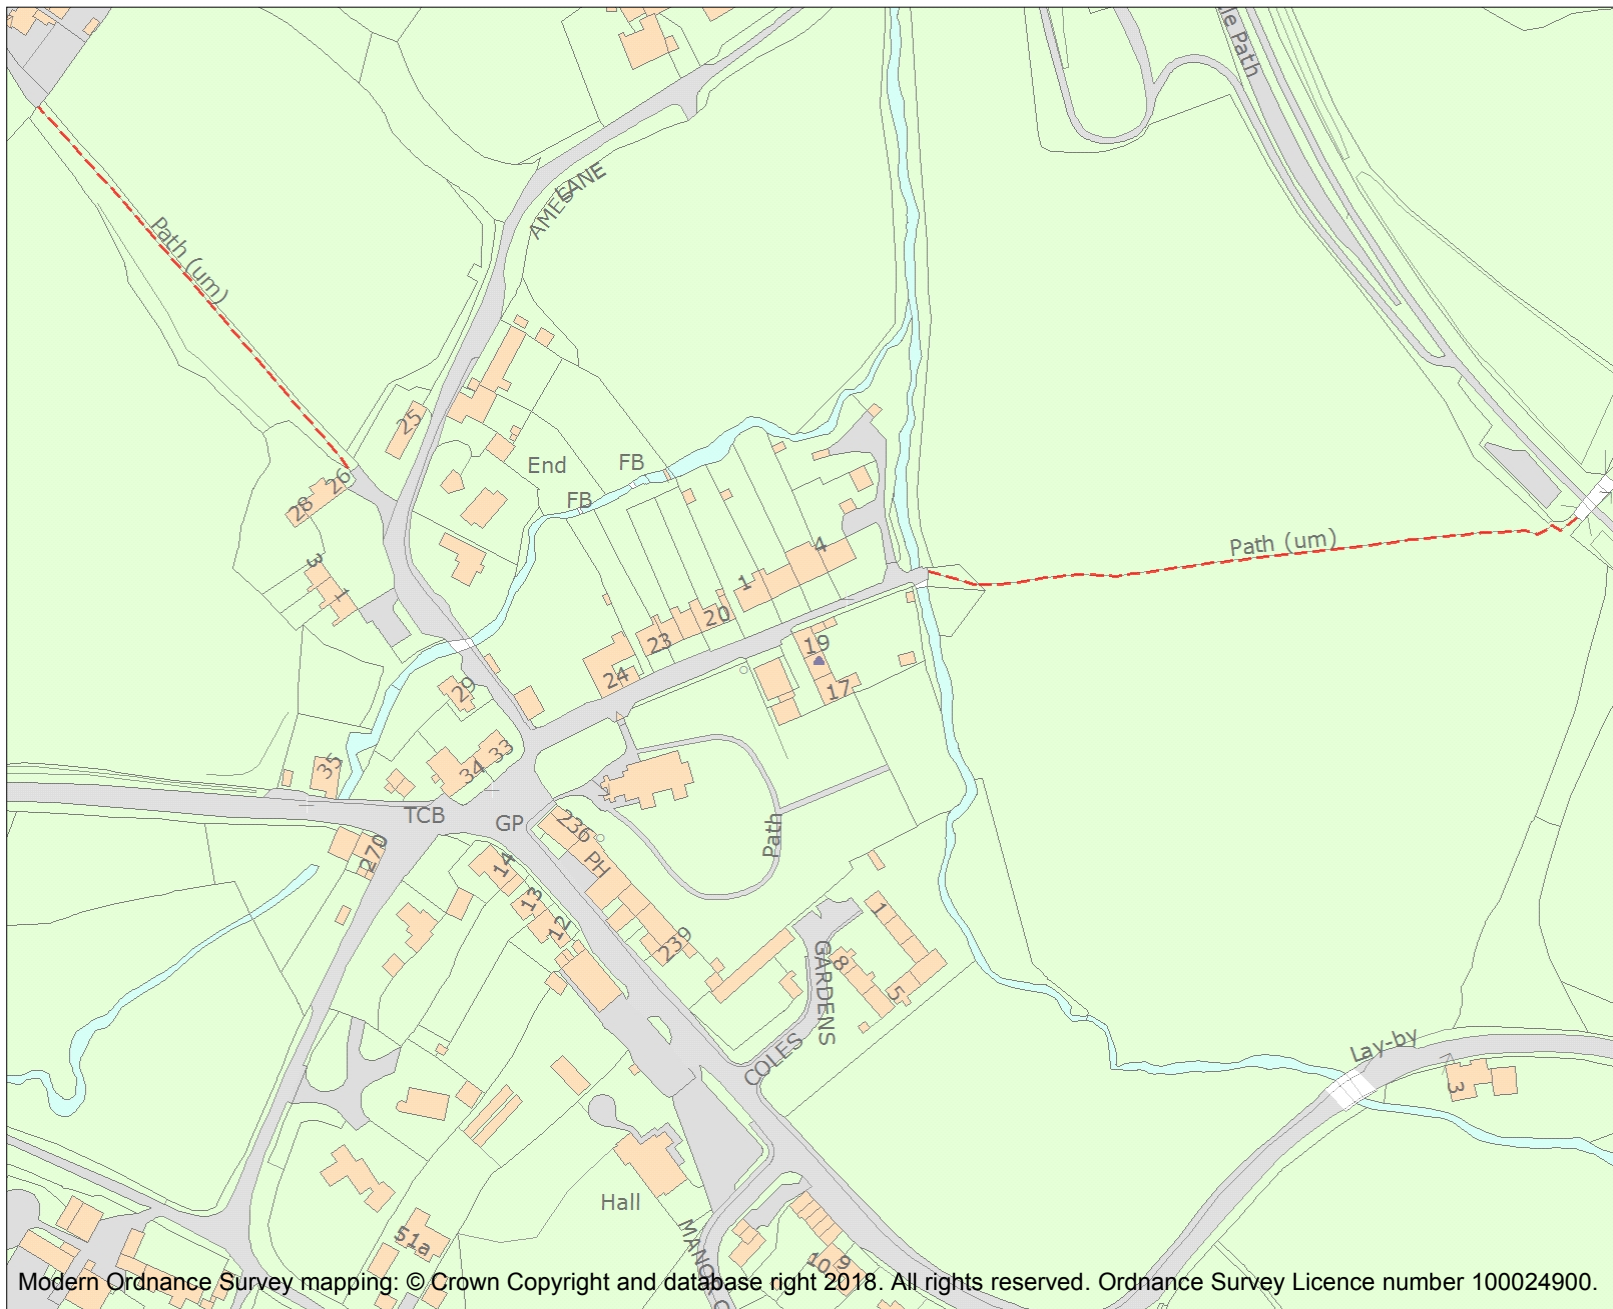 le Path
AMES LANE
Path (um)
25
End
FB
FB
26
28
3
1
4
1
20
23
24
19
17
Path (um)
29
33
34
35
TCB
GP
236
PH
270
14
13
12
239
Path
1
8
5
GARDENS
COLES
Lay-by
3
Hall
51a
MANOR C
9
10
Modern Ordnance Survey mapping: © Crown Copyright and database right 2018. All rights reserved. Ordnance Survey Licence number 100024900.